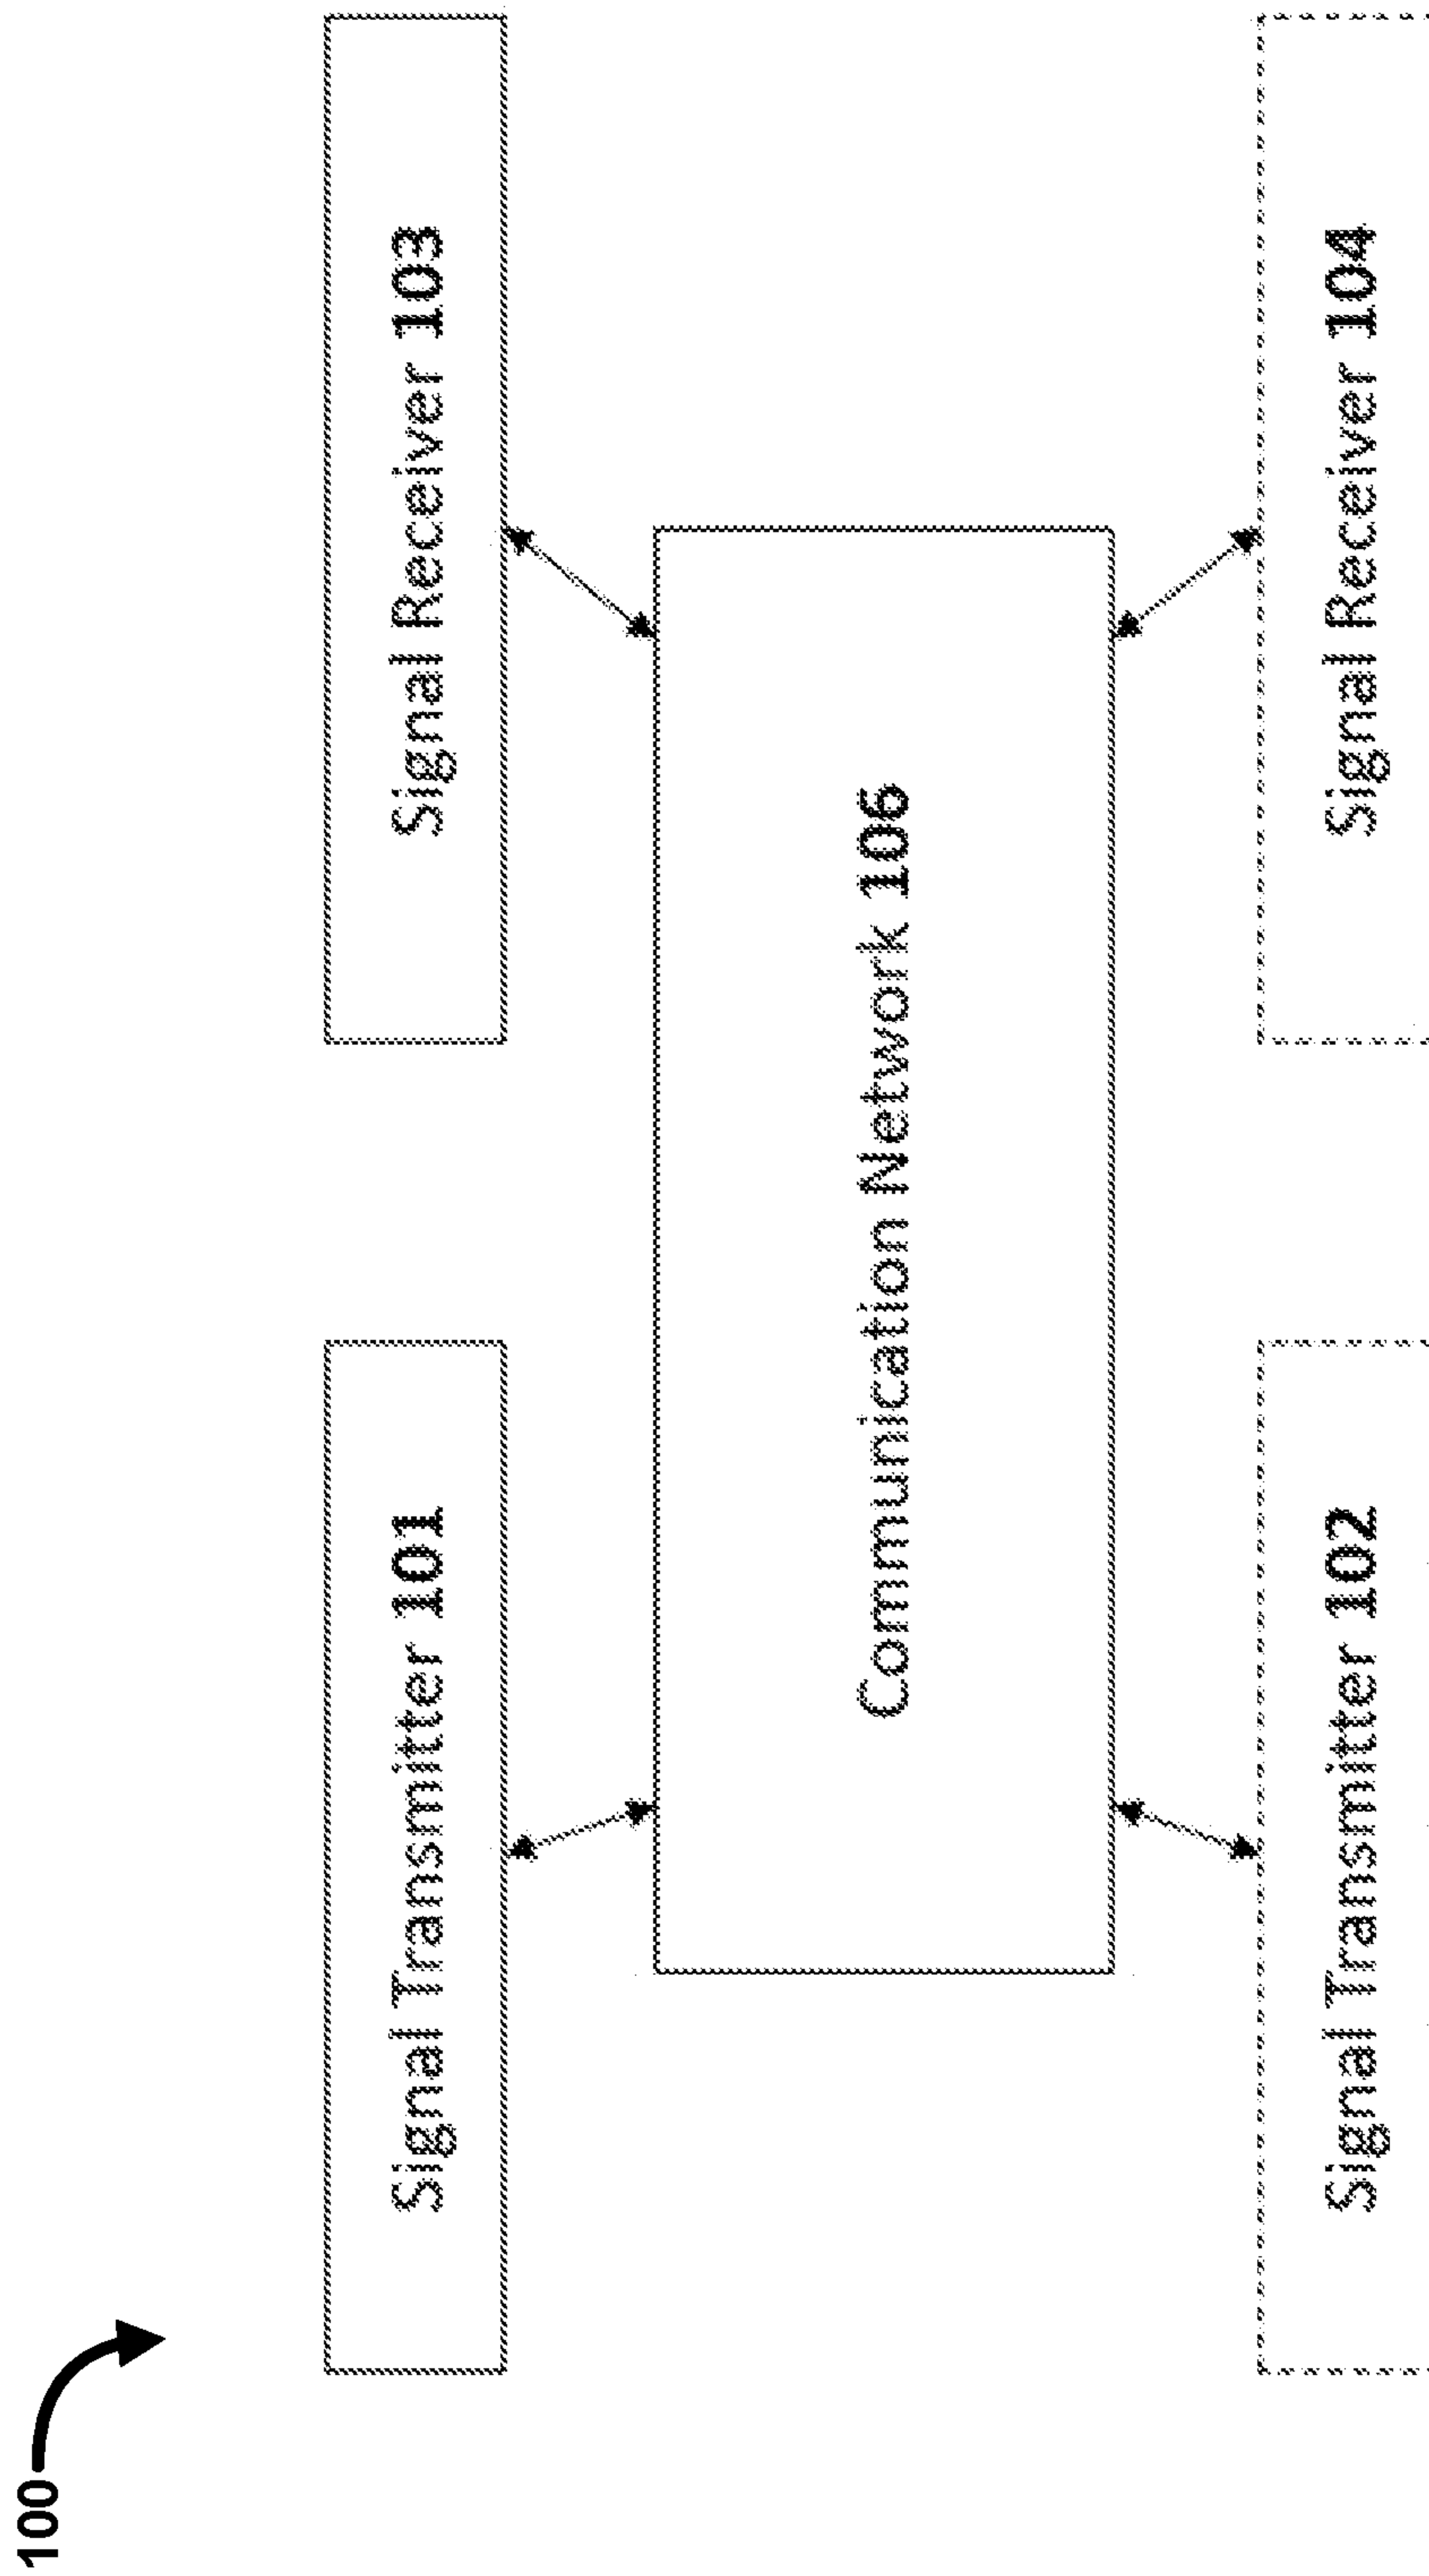 100
Signal Transmitter 101
Signal Receiver 103
Communication Network 106
Signal Transmitter 102
Signal Receiver 104